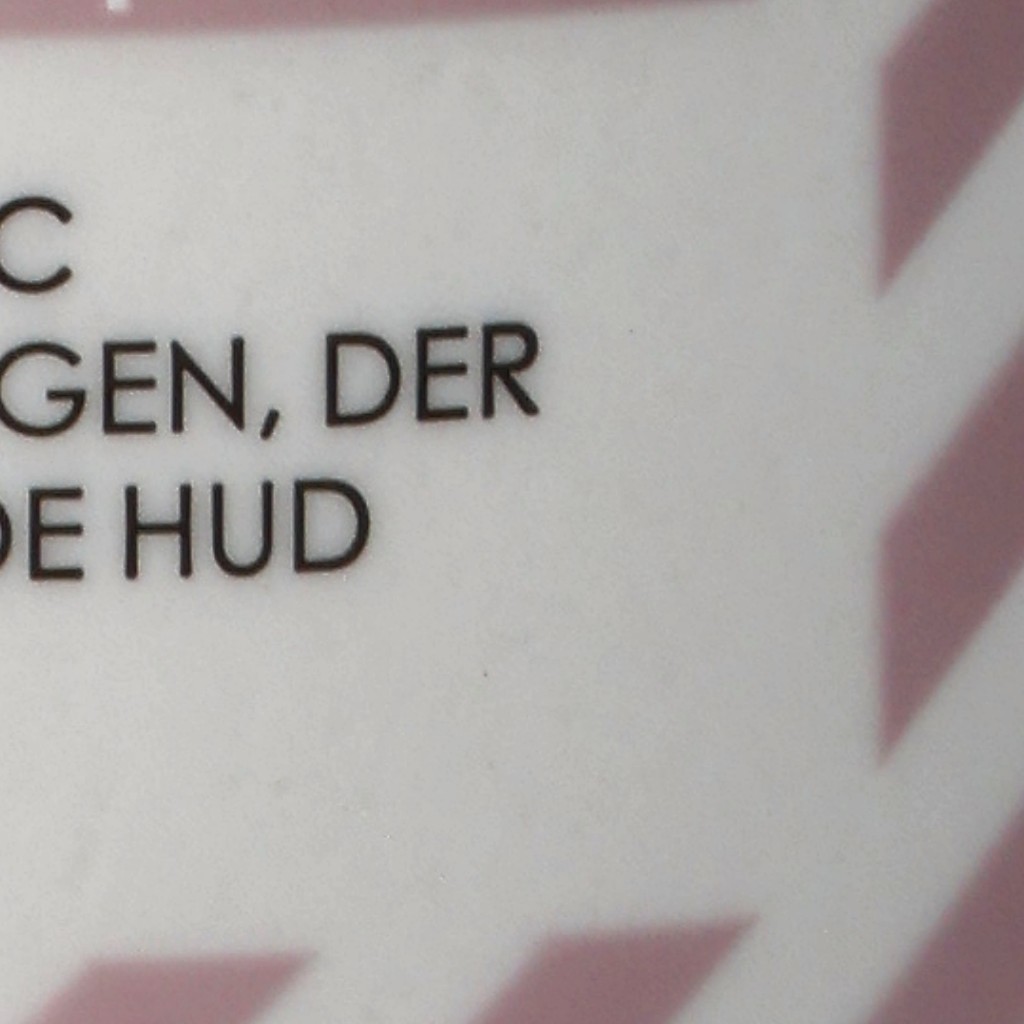 C
GEN, DER
DE HUD